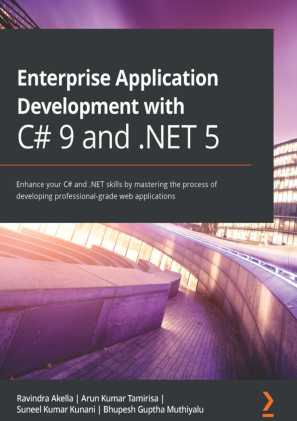 Enterprise Application
Development with
C# 9 and .NET 5
Enhance your C# and .NET skills by mastering the process of
developing professional-grade web applications
Ravindra Akella | Arun Kumar Tamirisa |
Suneel Kumar Kunani | Bhupesh Guptha Muthiyalu